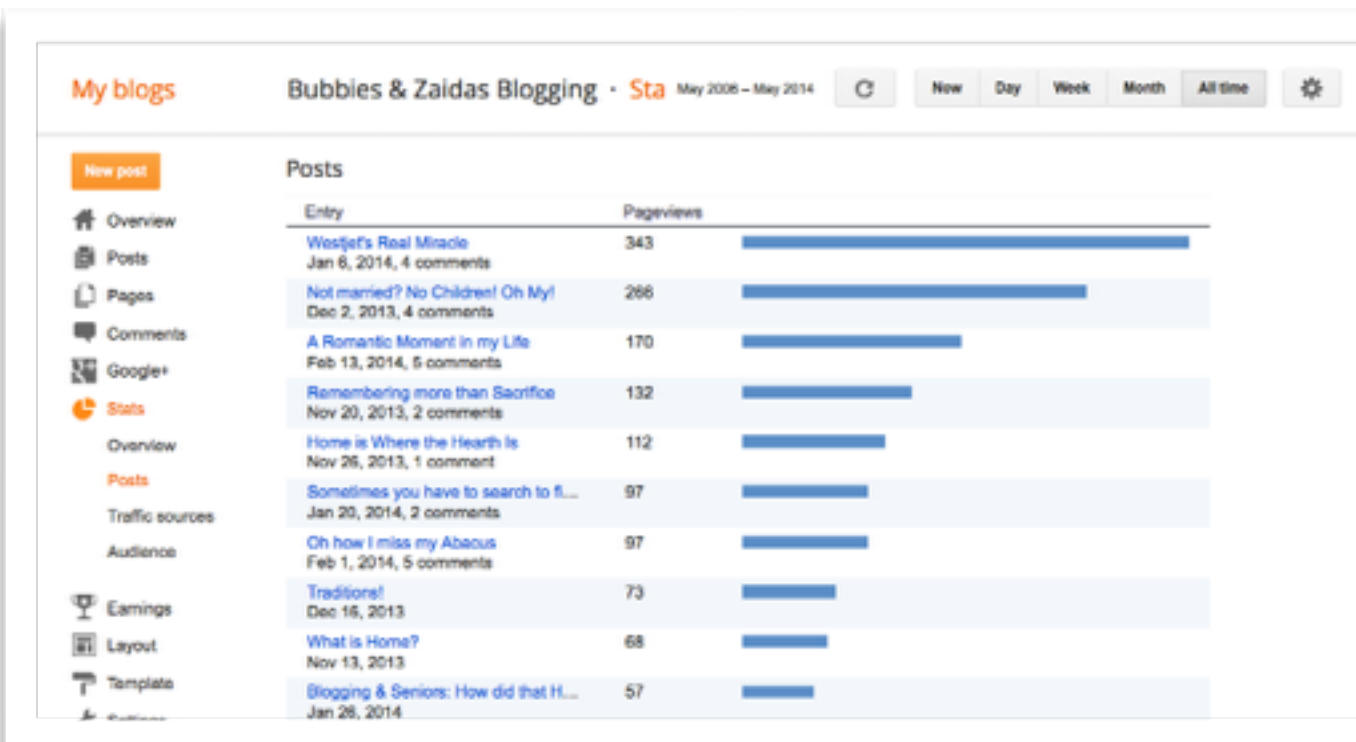 My blogs
Bubbies & Zaidas Blogging · Sta May 2006 – May 2014
Now Day Week Month All time
New post
Overview
Posts
Pages
Comments
Google+
Stats
Overview
Posts
Traffic sources
Audience
Earnings
Layout
Template
Settings
Posts
Entry Pageviews
Westjet's Real Miracle 343
Jan 6, 2014, 4 comments
Not married? No Children! Oh My! 266
Dec 2, 2013, 4 comments
A Romantic Moment in my Life 170
Feb 13, 2014, 5 comments
Remembering more than Sacrifice 132
Nov 20, 2013, 2 comments
Home is Where the Hearth Is 112
Nov 26, 2013, 1 comment
Sometimes you have to search to fi... 97
Jan 20, 2014, 2 comments
Oh how I miss my Abacus 97
Feb 1, 2014, 5 comments
Traditions! 73
Dec 16, 2013
What is Home? 68
Nov 13, 2013
Blogging & Seniors: How did that H... 57
Jan 26, 2014